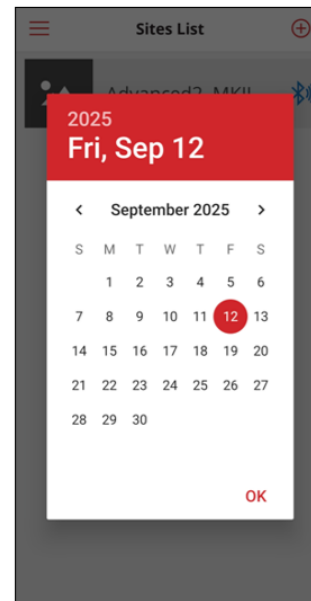 Sites List
Advanced2 MKII
2025
Fri, Sep 12
September 2025
S M T W T F S
1 2 3 4 5 6
7 8 9 10 11 12 13
14 15 16 17 18 19 20
21 22 23 24 25 26 27
28 29 30
OK